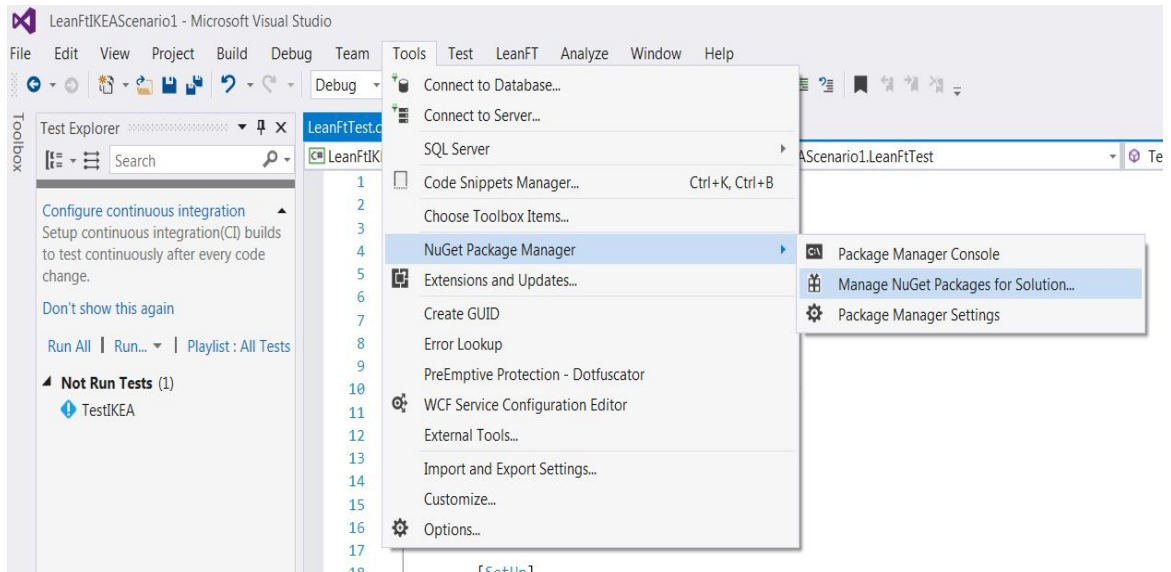 LeanFtIKEAScenario1 - Microsoft Visual Studio
File Edit View Project Build Debug Team Tools Test LeanFT Analyze Window Help
Debug
Toolbox
Test Explorer
Search
Configure continuous integration
Setup continuous integration(CI) builds
to test continuously after every code
change.
Don't show this again
Run All | Run... | Playlist : All Tests
Not Run Tests (1)
TestIKEA
LeanFtTest.c
C# LeanFtIK
AScenario1.LeanFtTest
Te
1
2
3
4
5
6
7
8
9
10
11
12
13
14
15
16
17
18
[SetUp]
Connect to Database...
Connect to Server...
SQL Server
Code Snippets Manager... Ctrl+K, Ctrl+B
Choose Toolbox Items...
NuGet Package Manager
Extensions and Updates...
Create GUID
Error Lookup
PreEmptive Protection - Dotfuscator
WCF Service Configuration Editor
External Tools...
Import and Export Settings...
Customize...
Options...
C:\ Package Manager Console
Manage NuGet Packages for Solution...
Package Manager Settings